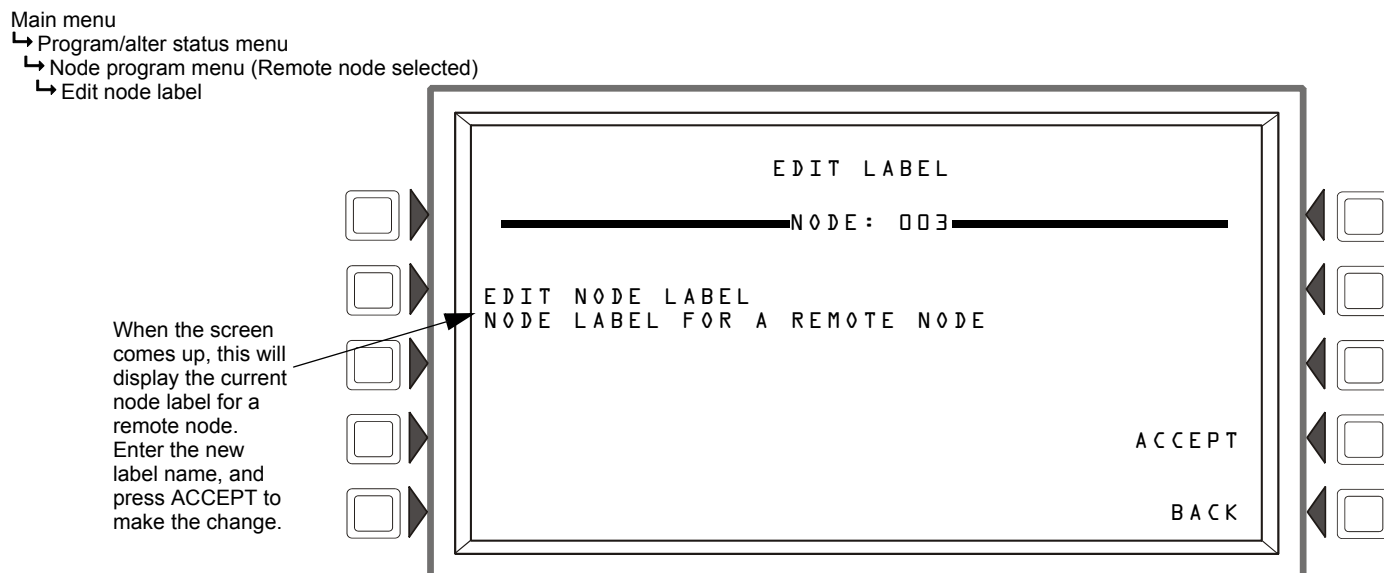 Main menu
Program/alter status menu
Node program menu (Remote node selected)
Edit node label
EDIT LABEL
NODE: 003
EDIT NODE LABEL
NODE LABEL FOR A REMOTE NODE
When the screen
comes up, this will
display the current
node label for a
remote node.
Enter the new
label name, and
press ACCEPT to
make the change.
ACCEPT
BACK